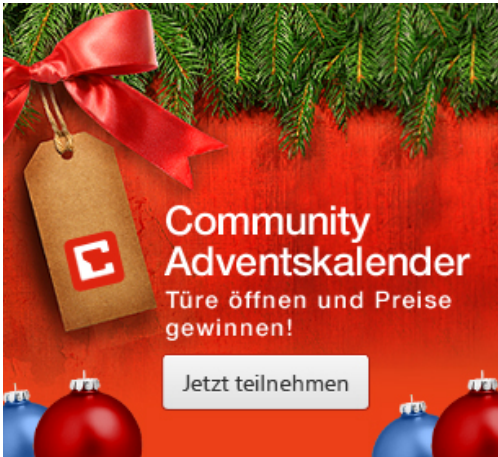 Community
Adventskalender
Türe öffnen und Preise
gewinnen!
Jetzt teilnehmen